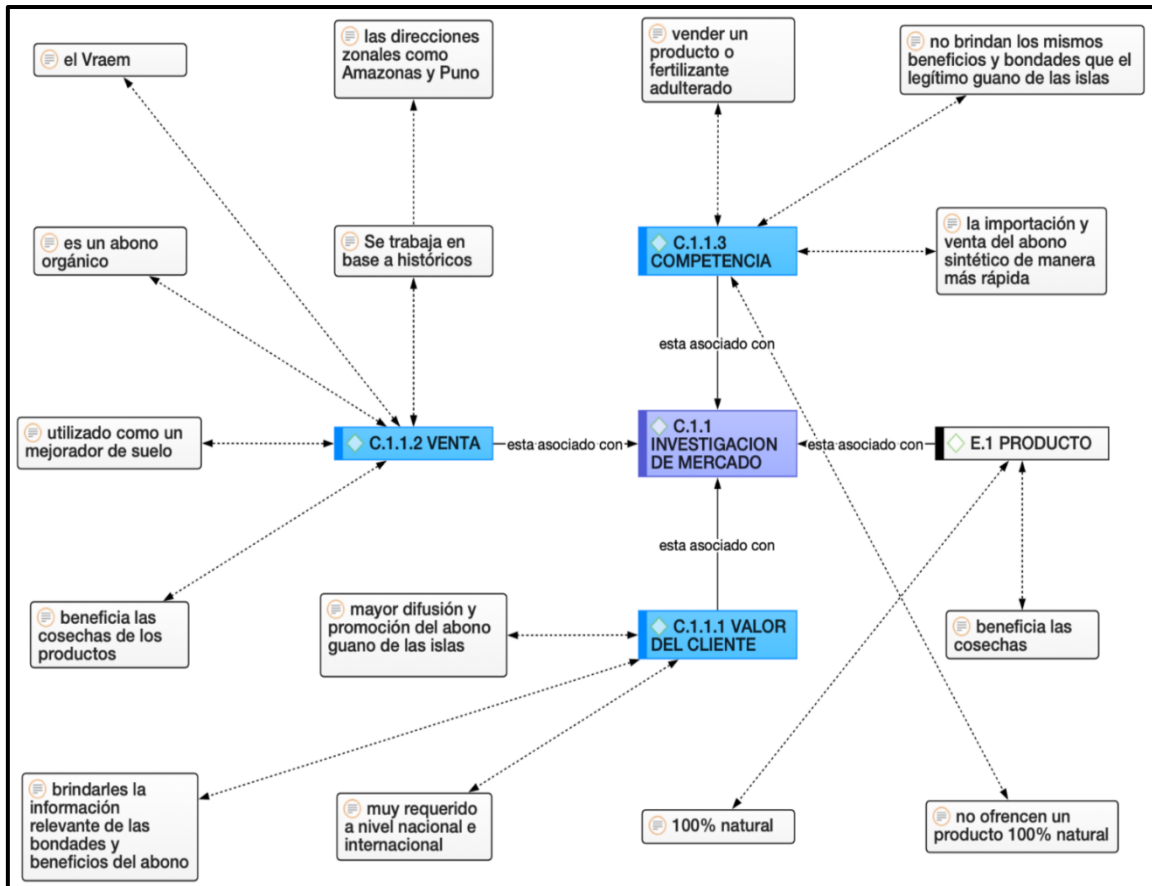 el Vraem
las direcciones
zonales como
Amazonas y Puno
vender un
producto o
fertilizante
adulterado
no brindan los mismos
beneficios y bondades que el
legítimo guano de las islas
es un abono
orgánico
Se trabaja en
base a históricos
C.1.1.3
COMPETENCIA
la importación y
venta del abono
sintético de manera
más rápida
esta asociado con
utilizado como un
mejorador de suelo
C.1.1.2 VENTA
esta asociado con
C.1.1
INVESTIGACION
DE MERCADO
esta asociado con
E.1 PRODUCTO
esta asociado con
beneficia las
cosechas de los
productos
mayor difusión y
promoción del abono
guano de las islas
C.1.1.1 VALOR
DEL CLIENTE
beneficia las
cosechas
brindarles la
información
relevante de las
bondades y
beneficios del abono
muy requerido
a nivel nacional e
internacional
100% natural
no ofrencen un
producto 100% natural